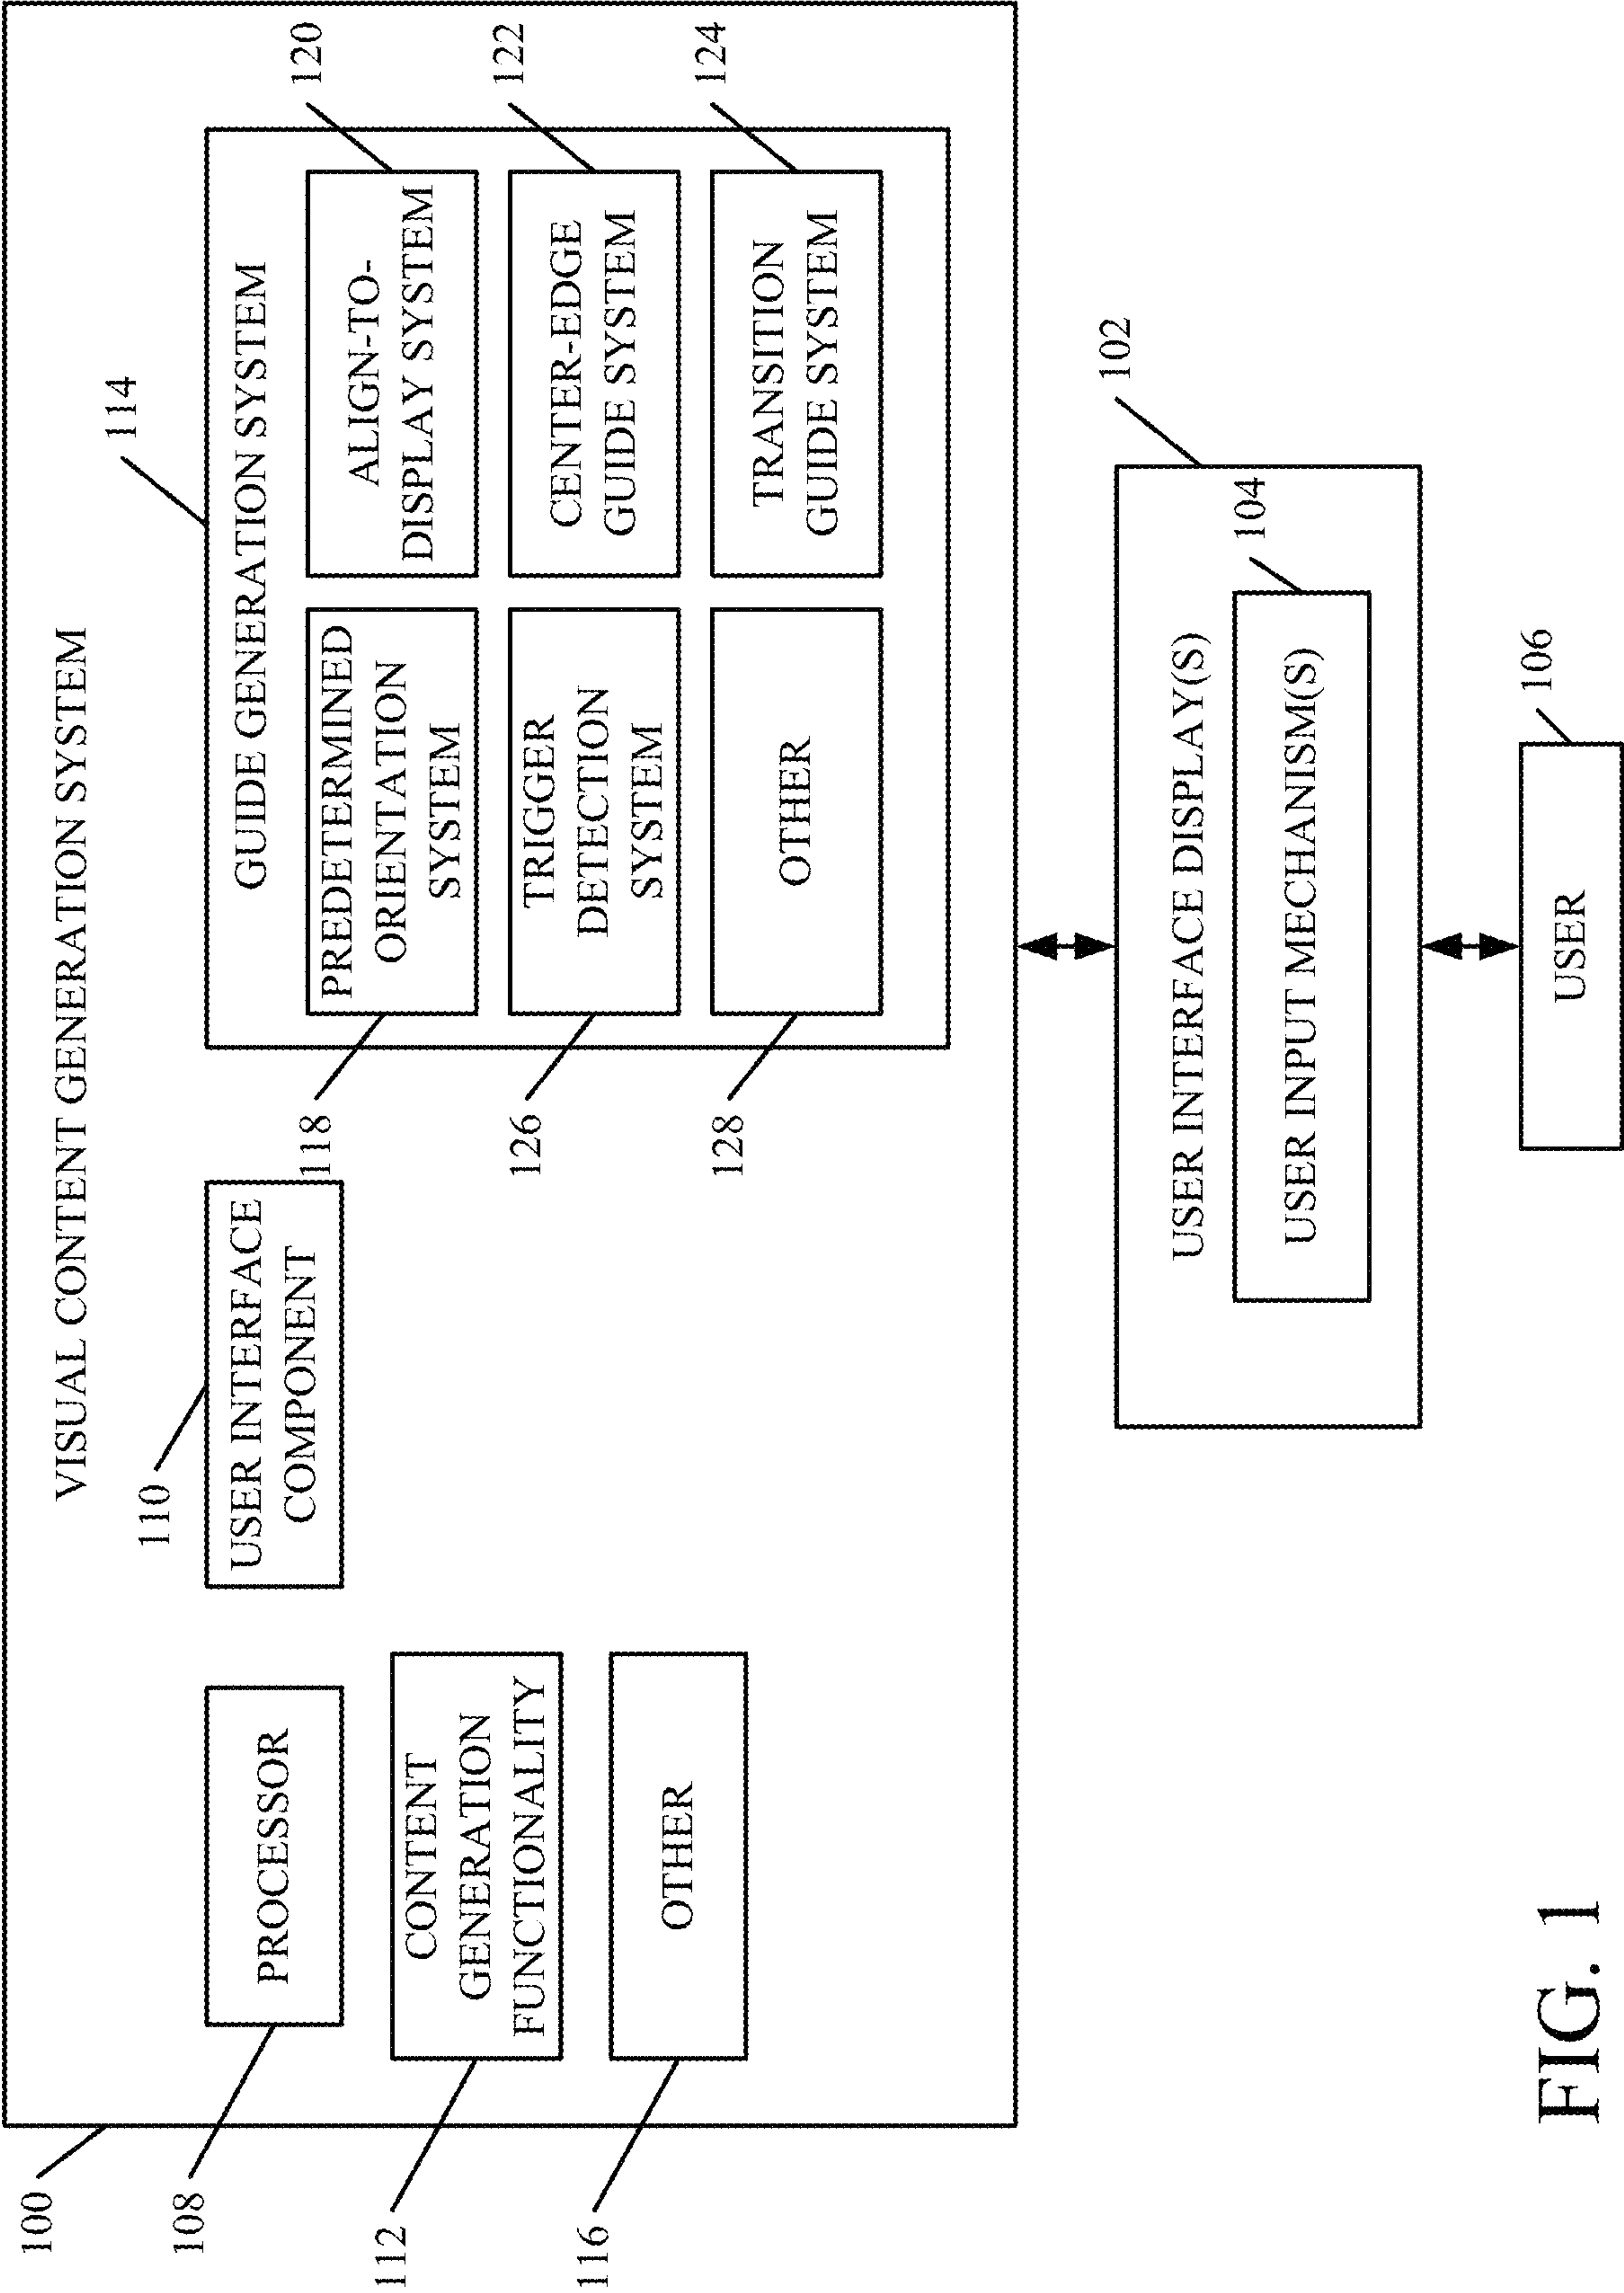 VISUAL CONTENT GENERATION SYSTEM
100
108
PROCESSOR
112
CONTENT
GENERATION
FUNCTIONALITY
116
OTHER
110
USER INTERFACE
COMPONENT
114
GUIDE GENERATION SYSTEM
118
PREDETERMINED
ORIENTATION
SYSTEM
120
ALIGN-TO-
DISPLAY SYSTEM
126
TRIGGER
DETECTION
SYSTEM
122
CENTER-EDGE
GUIDE SYSTEM
128
OTHER
124
TRANSITION
GUIDE SYSTEM
102
USER INTERFACE DISPLAY(S)
104
USER INPUT MECHANISM(S)
106
USER
FIG. 1